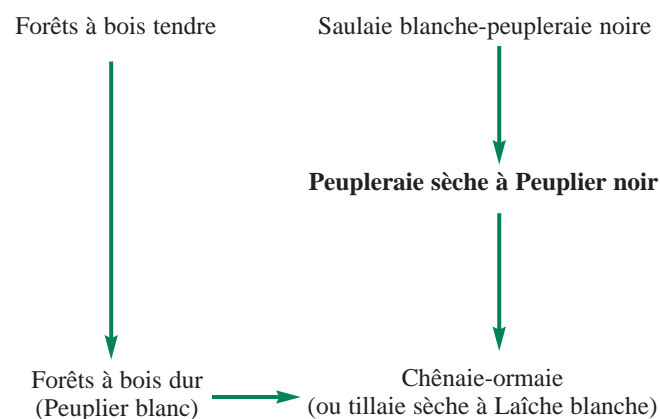 Forêts à bois tendre
Saulaie blanche-peupleraie noire
Peupleraie sèche à Peuplier noir
Forêts à bois dur
(Peuplier blanc)
Chênaie-ormaie
(ou tillaie sèche à Laîche blanche)